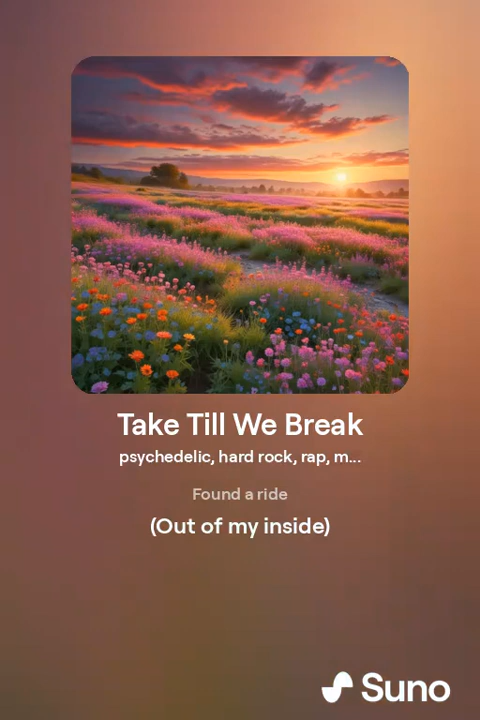 Take Till We Break
psychedelic, hard rock, rap, m...
Found a ride
(Out of my inside)
Suno